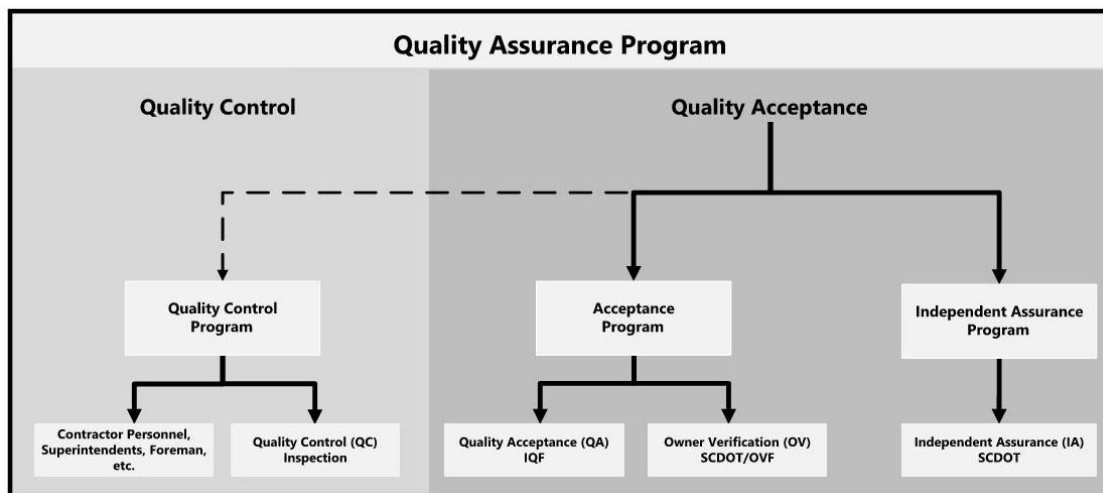 Quality Assurance Program
Quality Control
Quality Acceptance
Quality Control
Program
Acceptance
Program
Independent Assurance
Program
Contractor Personnel,
Superintendents, Foreman,
etc.
Quality Control (QC)
Inspection
Quality Acceptance (QA)
IQF
Owner Verification (OV)
SCDOT/OVF
Independent Assurance (IA)
SCDOT